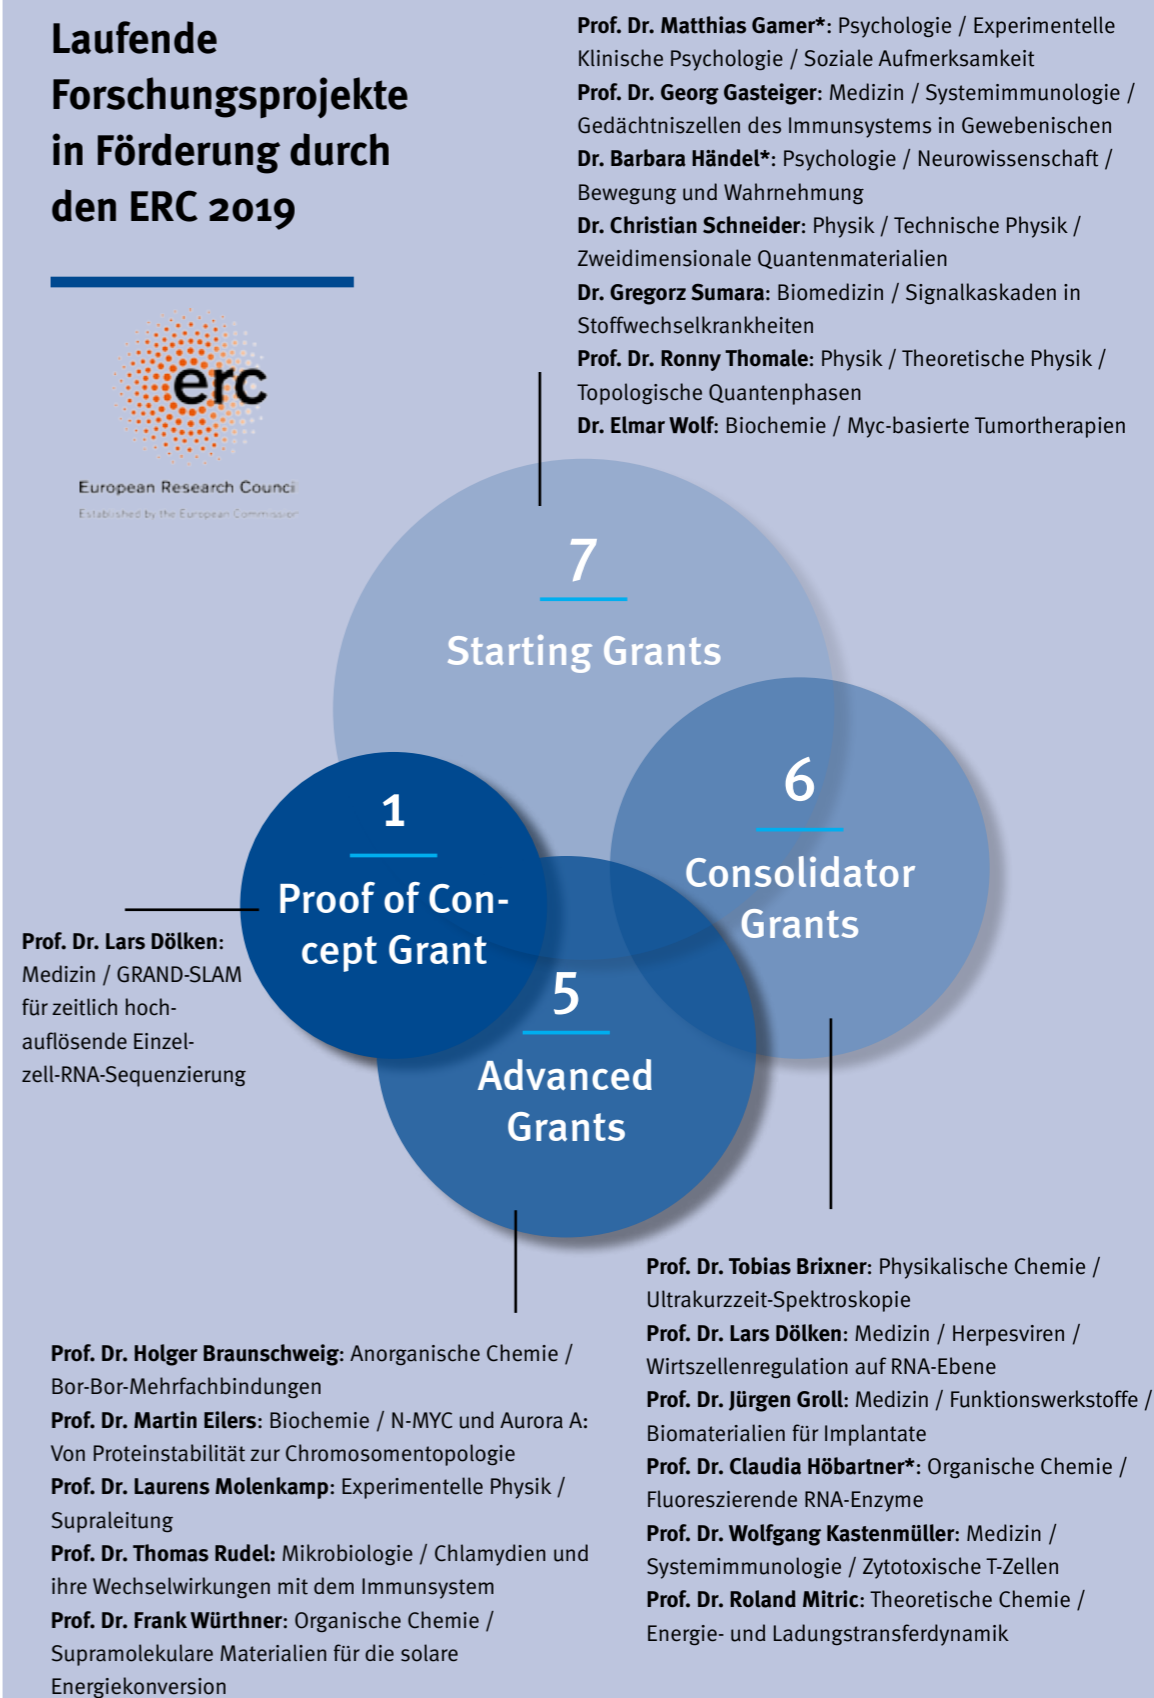 Laufende
Forschungsprojekte
in Förderung durch
den ERC 2019
erc
European Research Counci
Established by the European Commission
Prof. Dr. Matthias Gamer*: Psychologie / Experimentelle
Klinische Psychologie / Soziale Aufmerksamkeit
Prof. Dr. Georg Gasteiger: Medizin / Systemimmunologie /
Gedächtniszellen des Immunsystems in Gewebenischen
Dr. Barbara Händel*: Psychologie / Neurowissenschaft /
Bewegung und Wahrnehmung
Dr. Christian Schneider: Physik / Technische Physik /
Zweidimensionale Quantenmaterialien
Dr. Gregorz Sumara: Biomedizin / Signalkaskaden in
Stoffwechselkrankheiten
Prof. Dr. Ronny Thomale: Physik / Theoretische Physik /
Topologische Quantenphasen
Dr. Elmar Wolf: Biochemie / Myc-basierte Tumortherapien
7
Starting Grants
6
Consolidator
Grants
1
Proof of Con-
cept Grant
5
Advanced
Grants
Prof. Dr. Lars Dölken:
Medizin / GRAND-SLAM
für zeitlich hoch-
auflösende Einzel-
zell-RNA-Sequenzierung
Prof. Dr. Holger Braunschweig: Anorganische Chemie /
Bor-Bor-Mehrfachbindungen
Prof. Dr. Martin Eilers: Biochemie / N-MYC und Aurora A:
Von Proteinstabilität zur Chromosomentopologie
Prof. Dr. Laurens Molenkamp: Experimentelle Physik /
Supraleitung
Prof. Dr. Thomas Rudel: Mikrobiologie / Chlamydien und
ihre Wechselwirkungen mit dem Immunsystem
Prof. Dr. Frank Würthner: Organische Chemie /
Supramolekulare Materialien für die solare
Energiekonversion
Prof. Dr. Tobias Brixner: Physikalische Chemie /
Ultrakurzzeit-Spektroskopie
Prof. Dr. Lars Dölken: Medizin / Herpesviren /
Wirtszellenregulation auf RNA-Ebene
Prof. Dr. Jürgen Groll: Medizin / Funktionswerkstoffe /
Biomaterialien für Implantate
Prof. Dr. Claudia Höbartner*: Organische Chemie /
Fluoreszierende RNA-Enzyme
Prof. Dr. Wolfgang Kastenmüller: Medizin /
Systemimmunologie / Zytotoxische T-Zellen
Prof. Dr. Roland Mitric: Theoretische Chemie /
Energie- und Ladungstransferdynamik